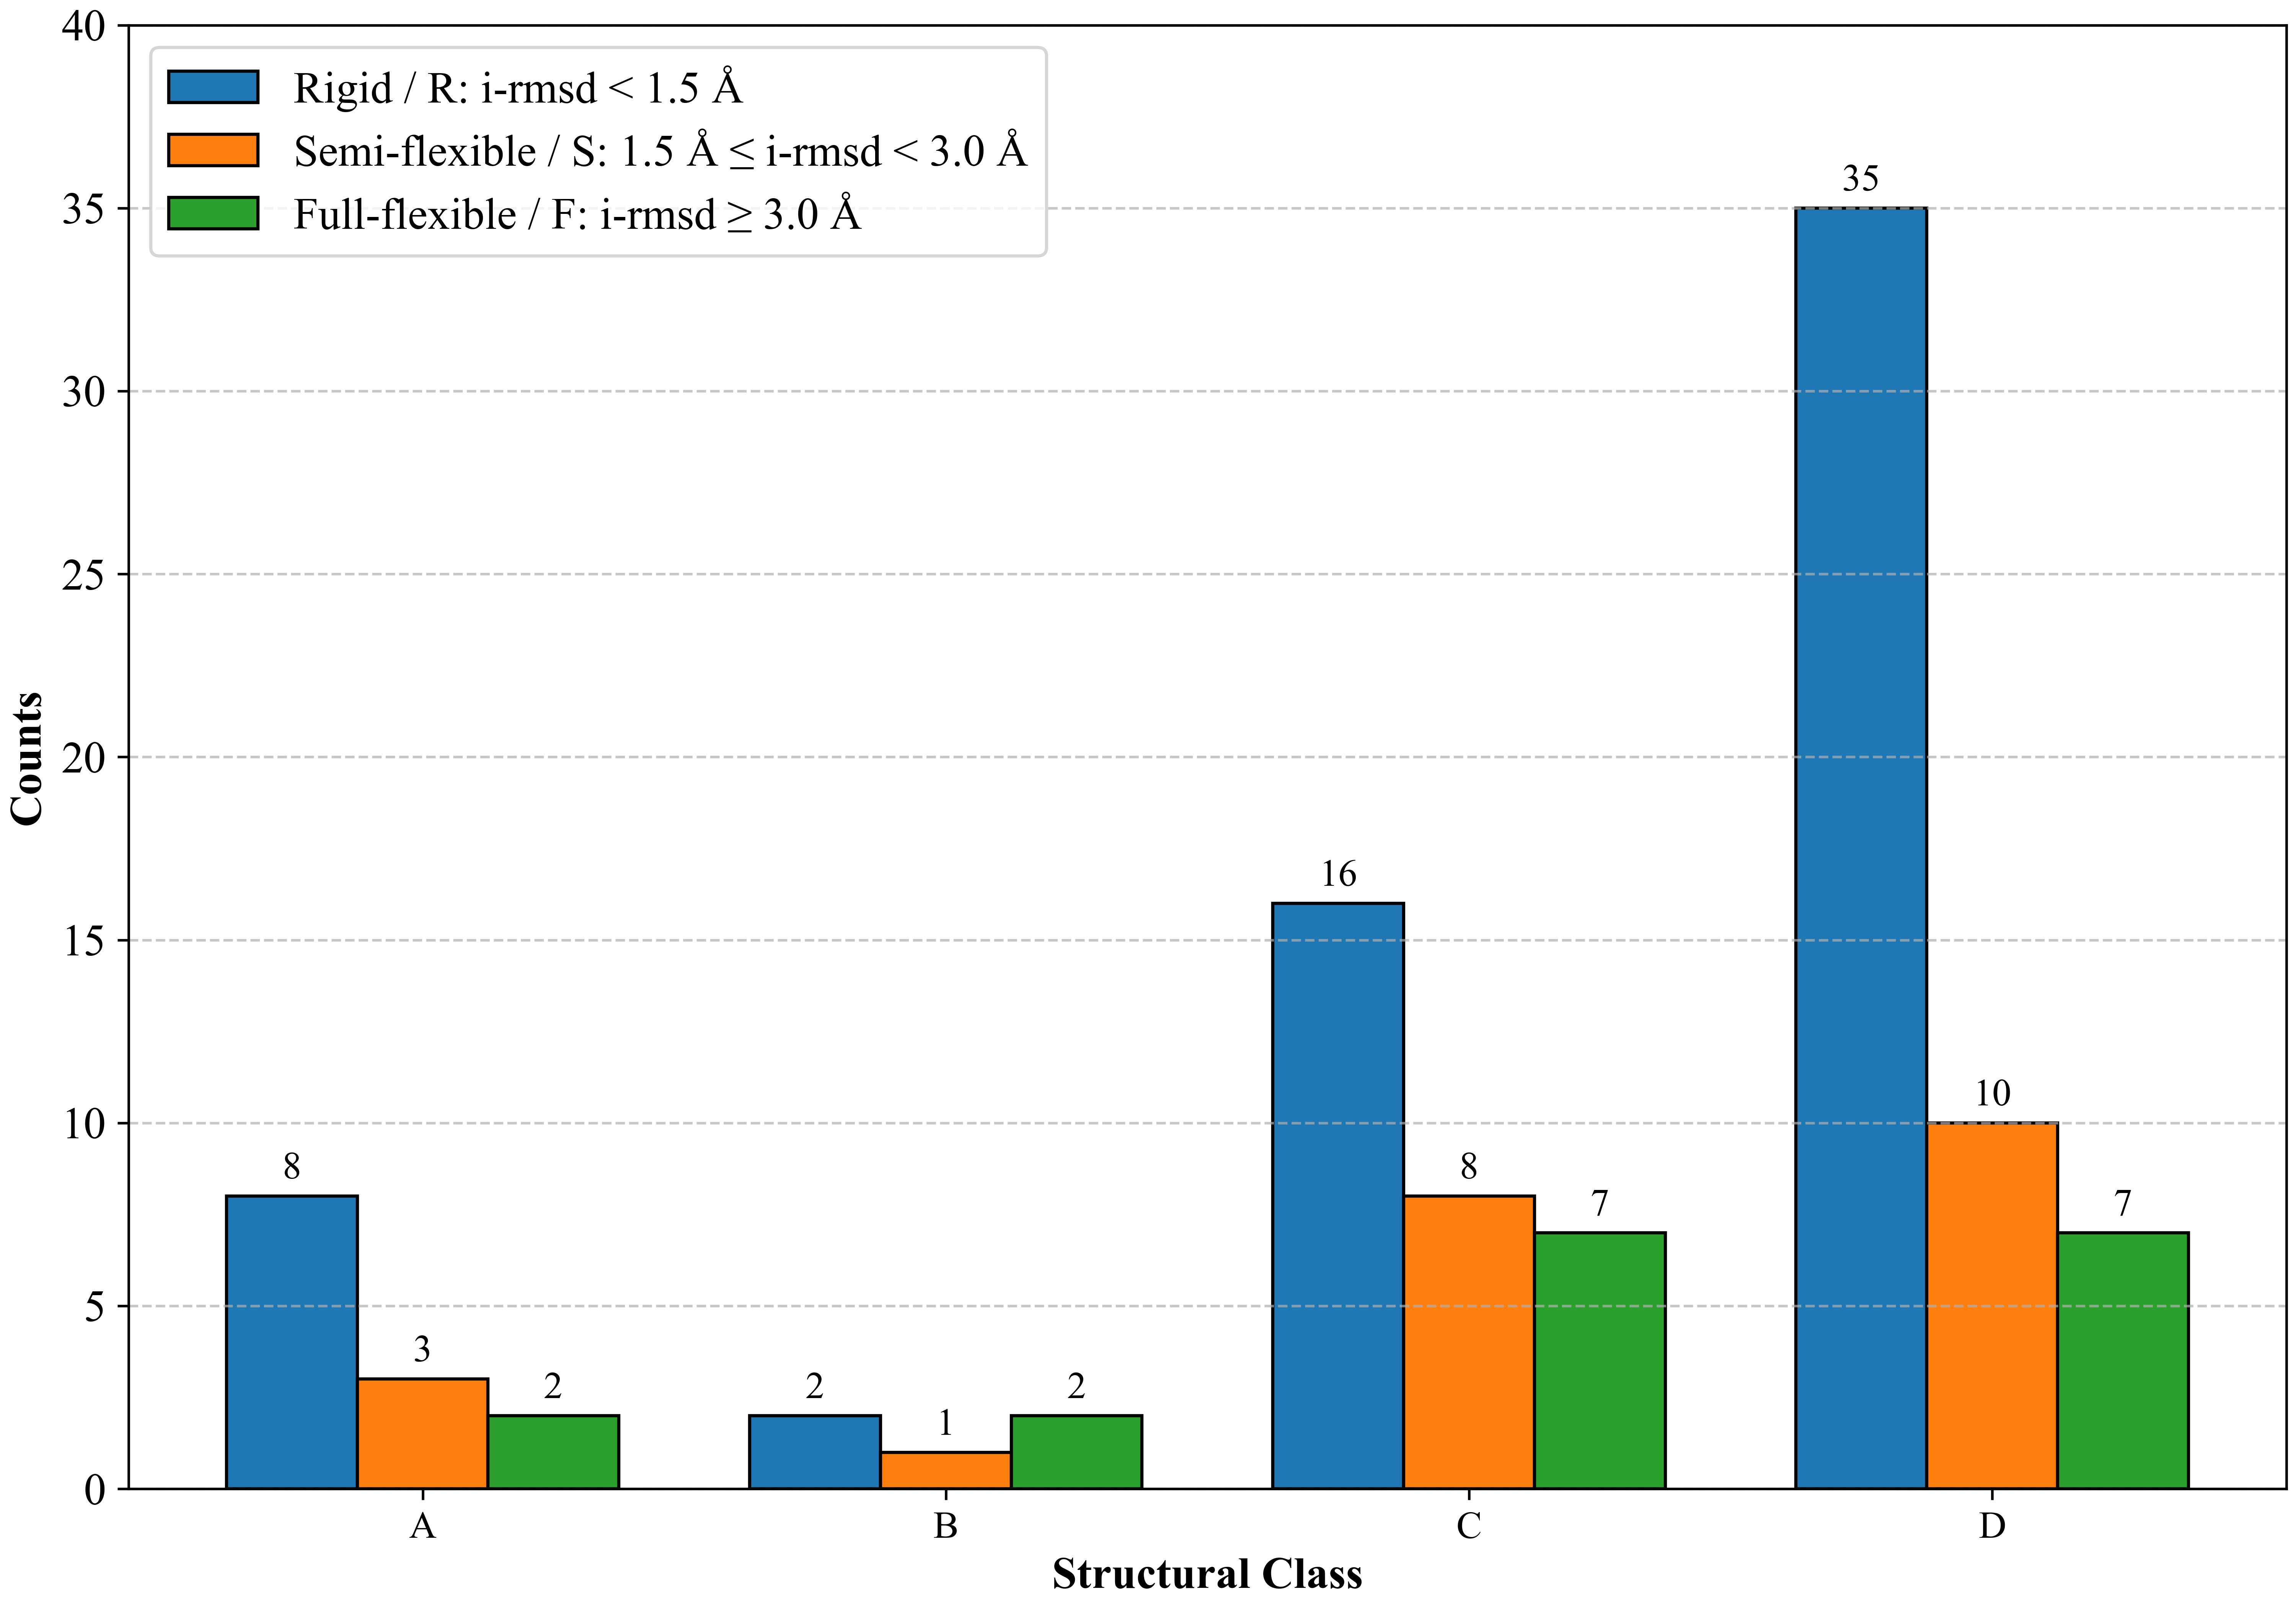 Rigid / R: i-rmsd < 1.5 Å
Semi-flexible / S: 1.5 Å ≤ i-rmsd < 3.0 Å
Full-flexible / F: i-rmsd ≥ 3.0 Å
40
35
30
25
20
15
10
5
0
Counts
8
3
2
2
1
2
16
8
7
35
10
7
A
B
C
D
Structural Class